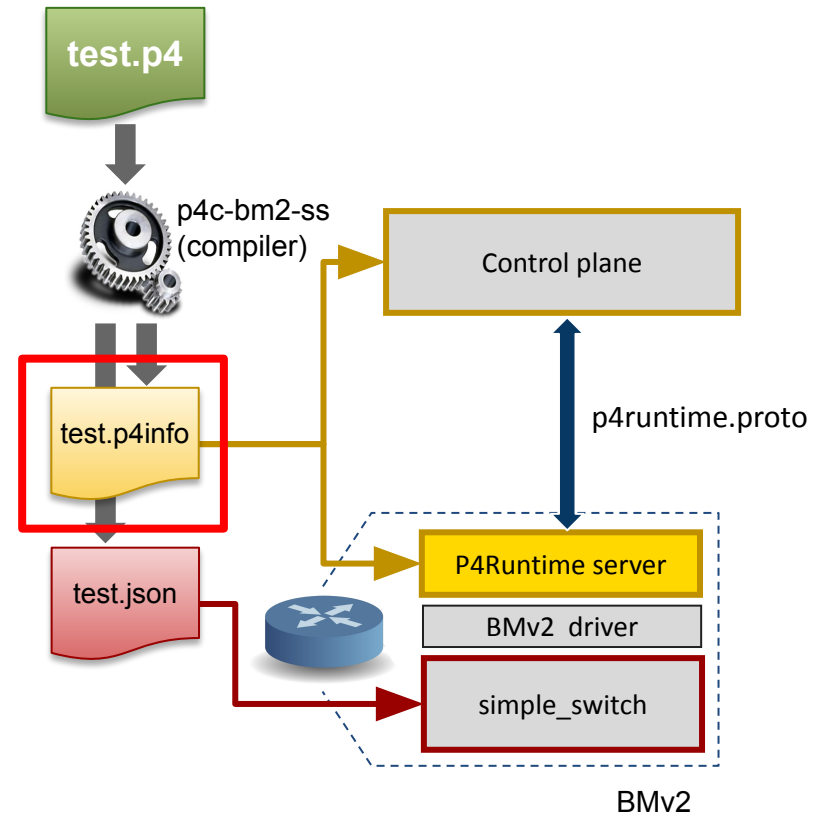 test.p4
p4c-bm2-ss
(compiler)
Control plane
test.p4info
p4runtime.proto
P4Runtime server
test.json
BMv2 driver
simple_switch
BMv2